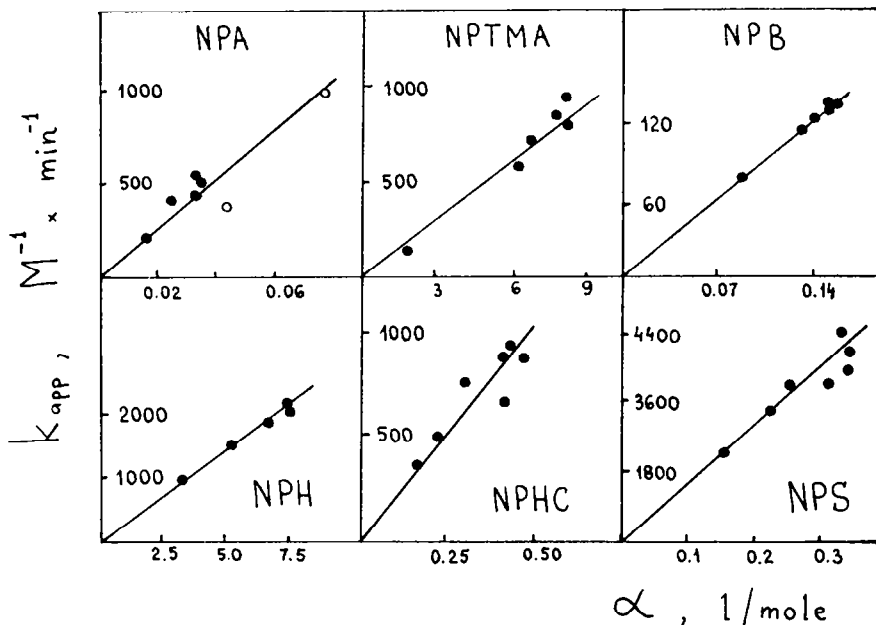 NPA NPTMA NPB
1000 1000
120
500 500
60
0.02 0.06 3 6 9 0.07 0.14
1000 4400
2000 3600
500
1000 1800
NPH NPHC NPS
2.5 5.0 7.5 0.25 0.50 0.1 0.2 0.3
k app , M⁻¹ × min⁻¹
α , 1/mole